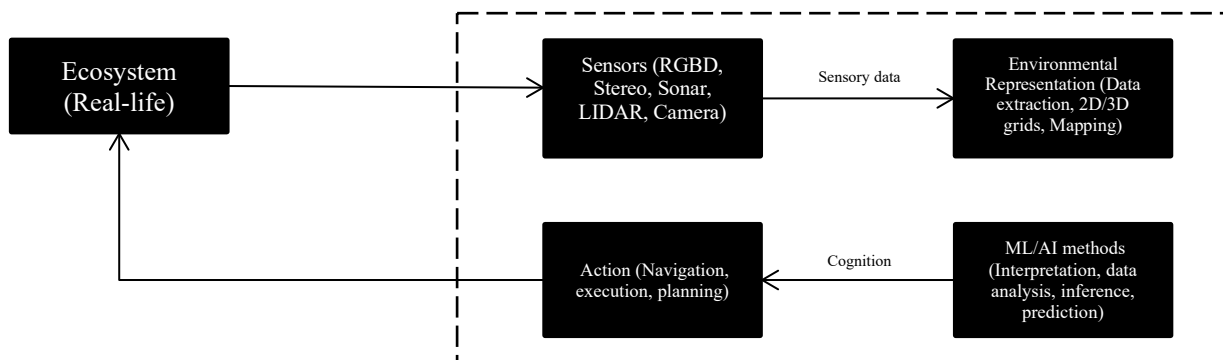 Ecosystem
(Real-life)
Sensors (RGBD,
Stereo, Sonar,
LIDAR, Camera)
Sensory data
Environmental
Representation (Data
extraction, 2D/3D
grids, Mapping)
Action (Navigation,
execution, planning)
Cognition
ML/AI methods
(Interpretation, data
analysis, inference,
prediction)